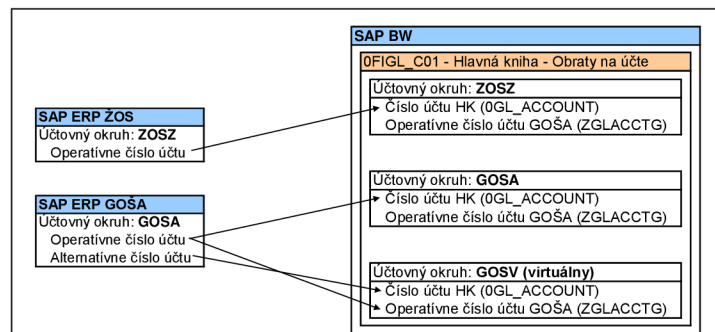 SAP BW
0FIGL_C01 - Hlavná kniha - Obraty na účte
Účtovný okruh: ZOSZ
Číslo účtu HK (0GL_ACCOUNT)
Operatívne číslo účtu GOŠA (ZGLACCTG)
SAP ERP ŽOS
Účtovný okruh: ZOSZ
Operatívne číslo účtu
Účtovný okruh: GOSA
Číslo účtu HK (0GL_ACCOUNT)
Operatívne číslo účtu GOŠA (ZGLACCTG)
SAP ERP GOŠA
Účtovný okruh: GOSA
Operatívne číslo účtu
Alternatívne číslo účtu
Účtovný okruh: GOSV (virtuálny)
Číslo účtu HK (0GL_ACCOUNT)
Operatívne číslo účtu GOŠA (ZGLACCTG)